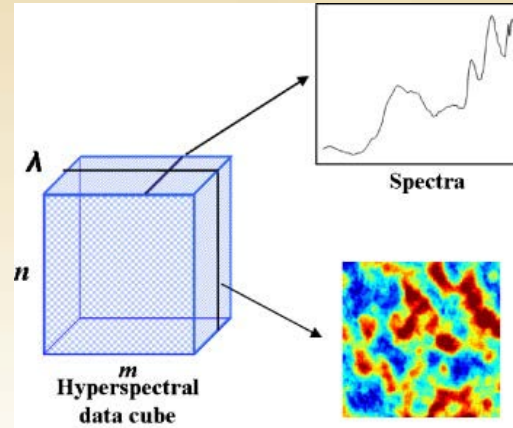 Spectra
λ
n
m
Hyperspectral
data cube